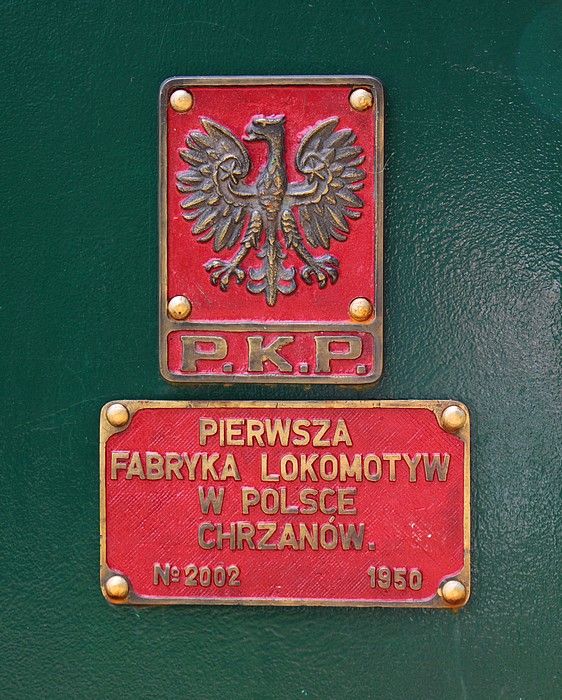 P.K.P.
PIERWSZA
FABRYKA LOKOMOTYW
W POLSCE
CHRZANÓW.
№ 2002 1950